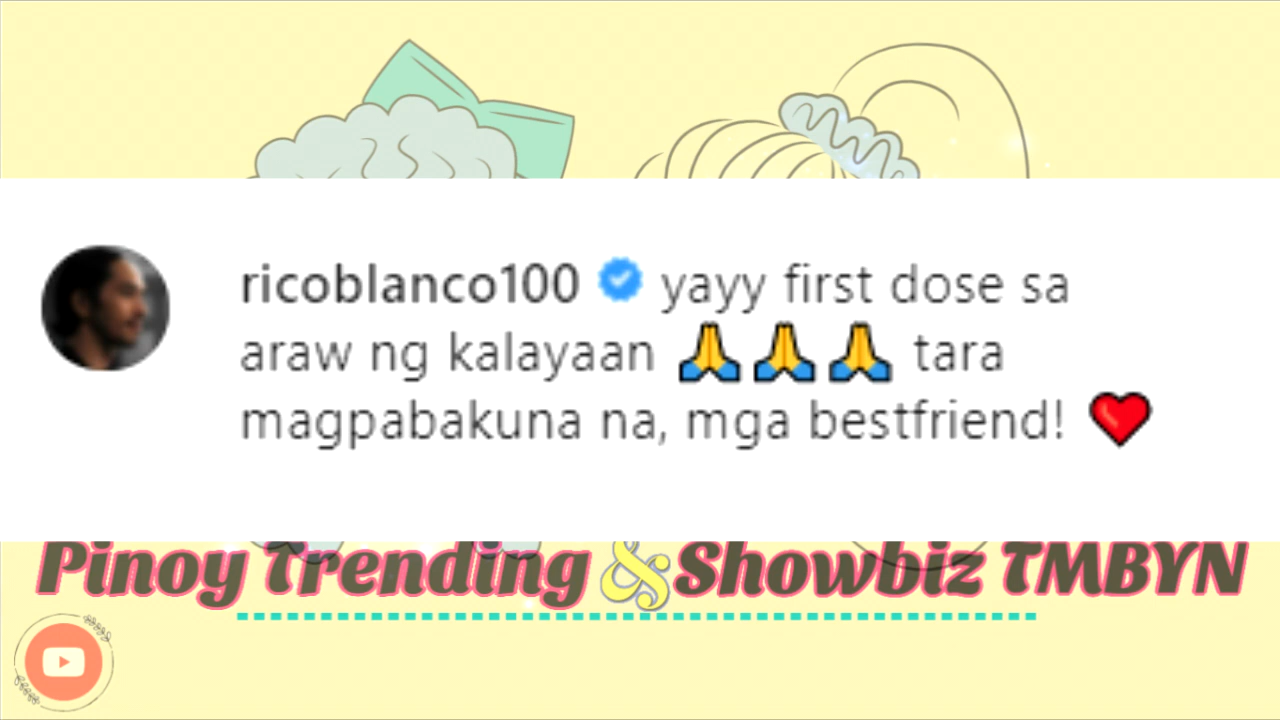 ricoblanco100 yayy first dose sa
araw ng kalayaan 🙏🙏🙏 tara
magpabakuna na, mga bestfriend! ❤️
Pinoy Trending & Showbiz TMBYN